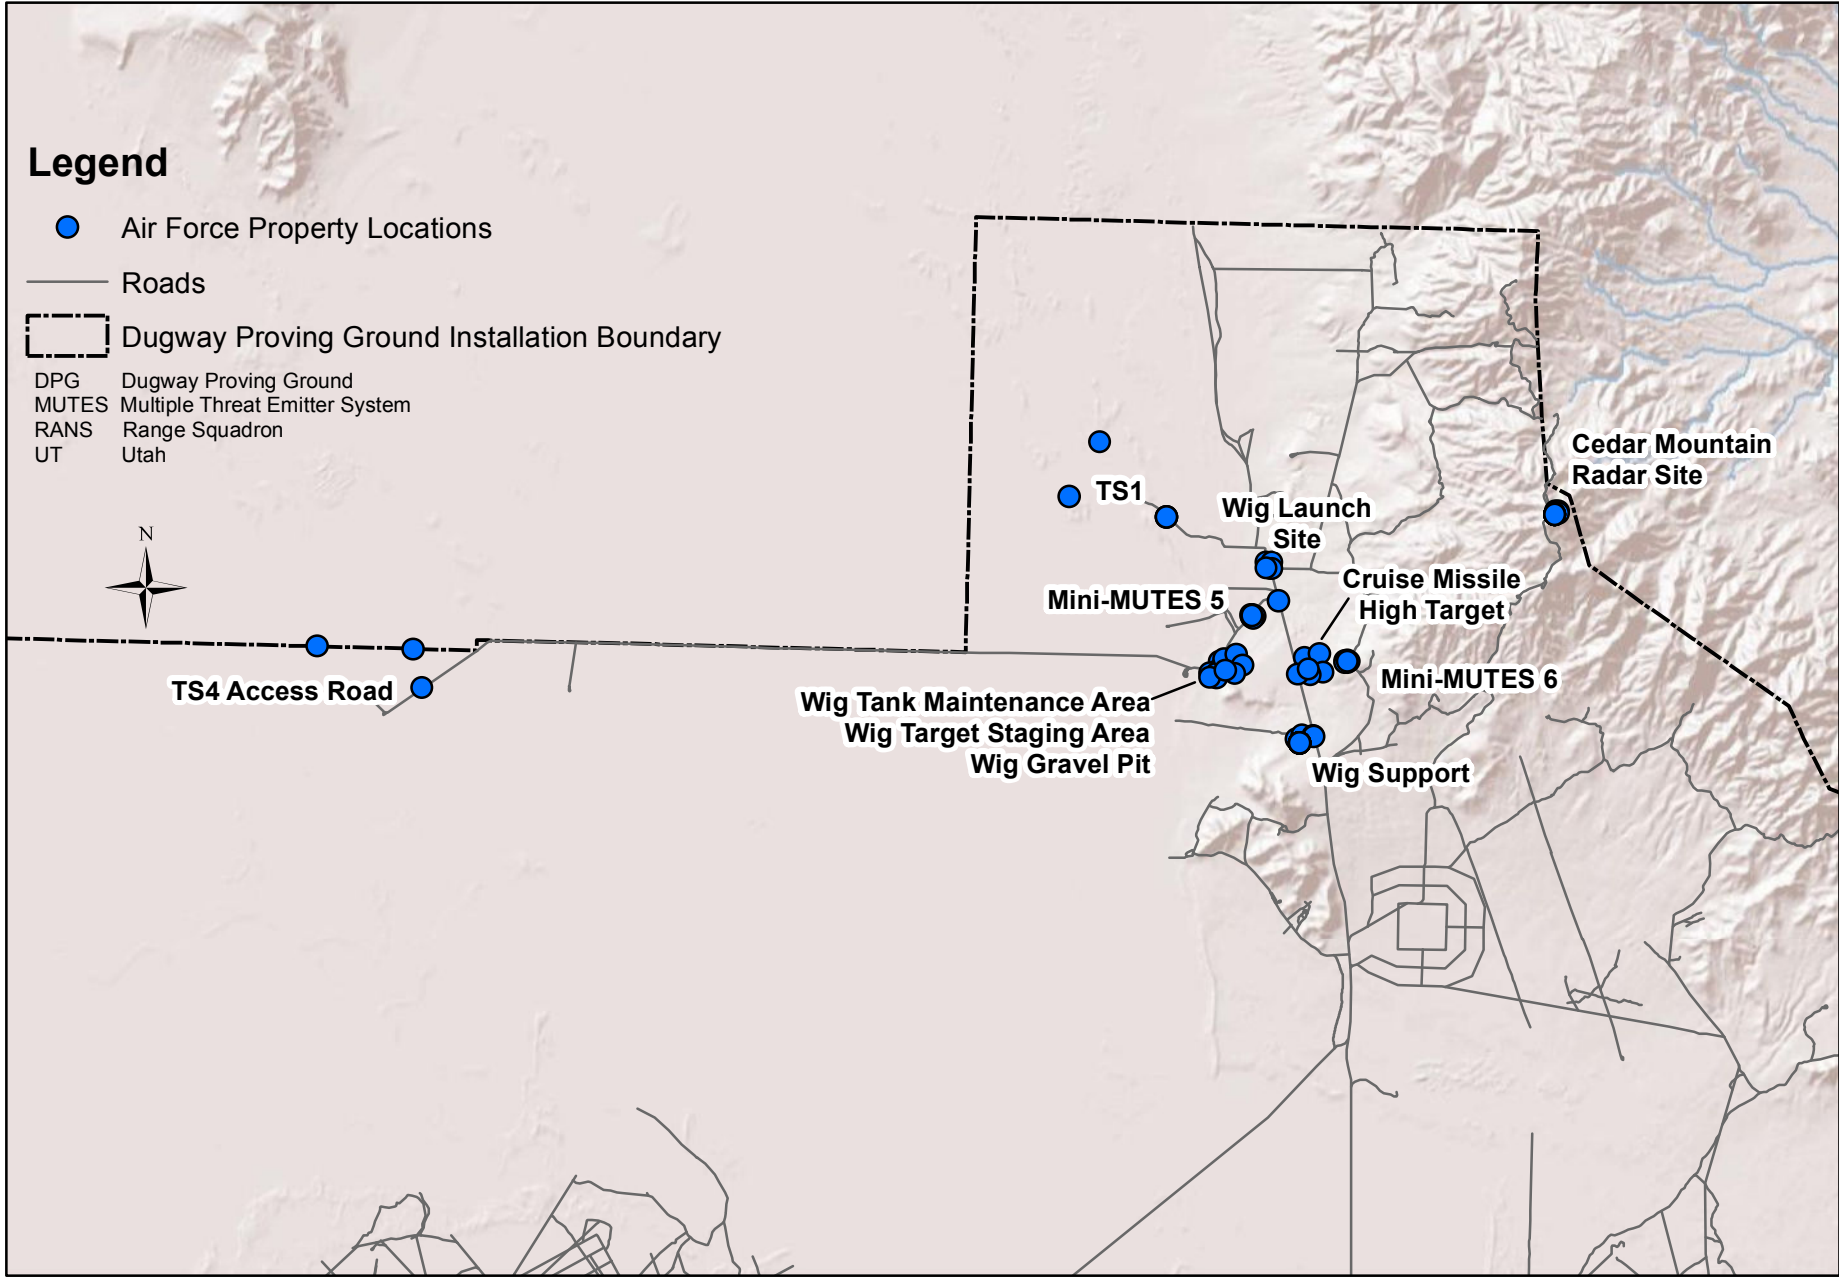 Legend
Air Force Property Locations
Roads
Dugway Proving Ground Installation Boundary
DPG Dugway Proving Ground
MUTES Multiple Threat Emitter System
RANS Range Squadron
UT Utah
N
TS1
Wig Launch
Site
Cedar Mountain
Radar Site
Mini-MUTES 5
Cruise Missile
High Target
TS4 Access Road
Mini-MUTES 6
Wig Tank Maintenance Area
Wig Target Staging Area
Wig Gravel Pit
Wig Support